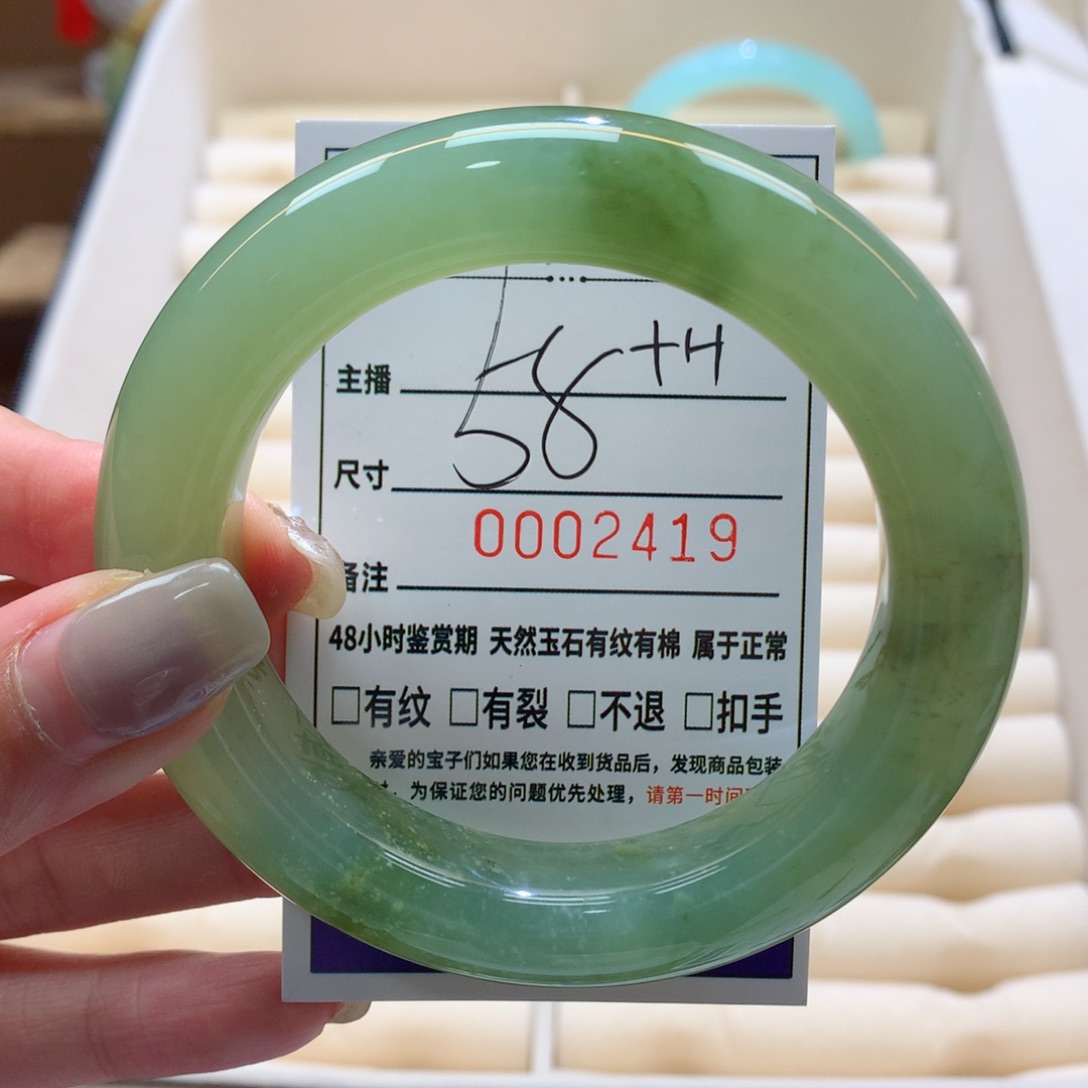 主播
58+H
尺寸
0002419
备注
48小时鉴赏期 天然玉石有纹有棉 属于正常
□有纹 □有裂 □不退 □扣手
亲爱的宝子们如果您在收到货品后，发现商品包装
为保证您的问题优先处理，请第一时间